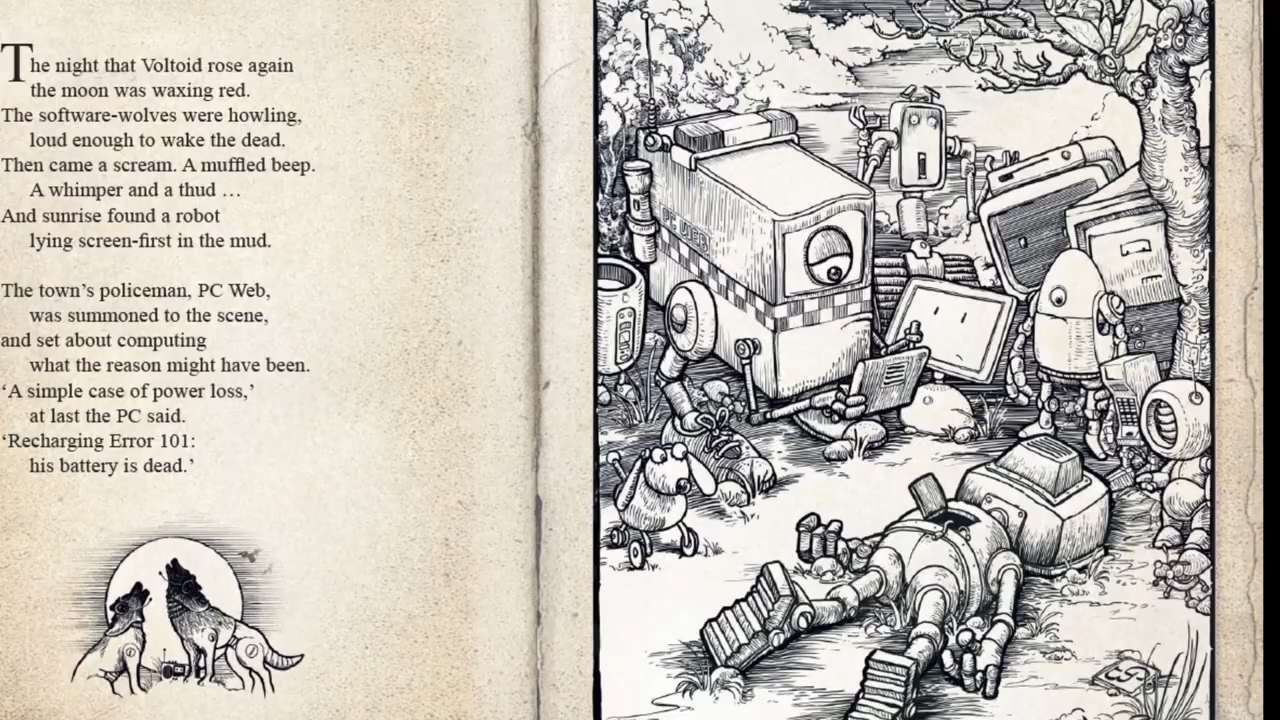 The night that Voltoid rose again
the moon was waxing red.
The software-wolves were howling,
loud enough to wake the dead.
Then came a scream. A muffled beep.
A whimper and a thud …
And sunrise found a robot
lying screen-first in the mud.
The town’s policeman, PC Web,
was summoned to the scene,
and set about computing
what the reason might have been.
‘A simple case of power loss,’
at last the PC said.
‘Recharging Error 101:
his battery is dead.’